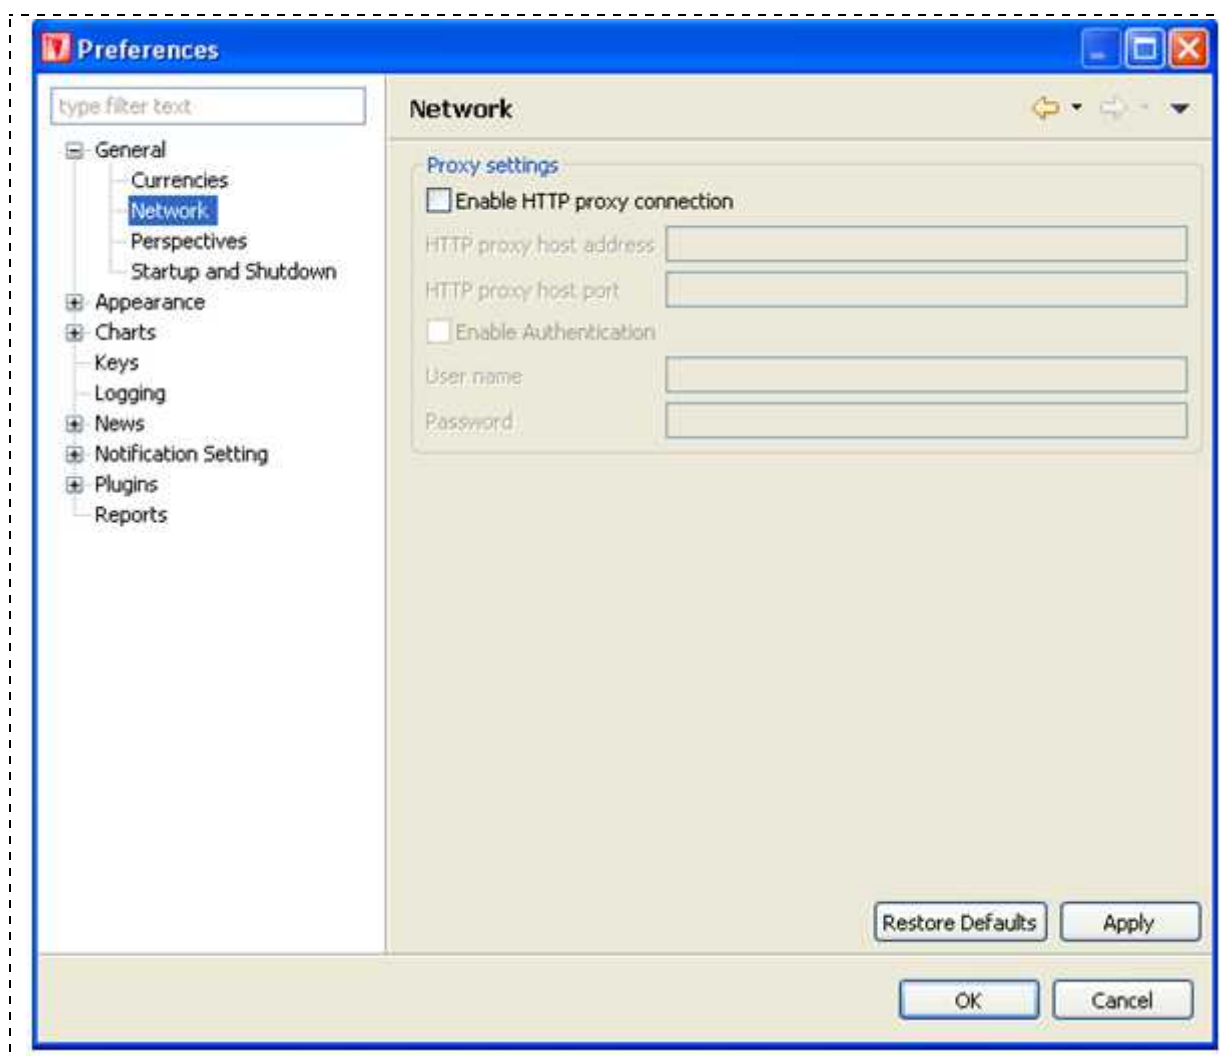 Preferences
type filter text
General
Currencies
Network
Perspectives
Startup and Shutdown
Appearance
Charts
Keys
Logging
News
Notification Setting
Plugins
Reports
Network
Proxy settings
Enable HTTP proxy connection
HTTP proxy host address
HTTP proxy host port
Enable Authentication
User name
Password
Restore Defaults
Apply
OK
Cancel